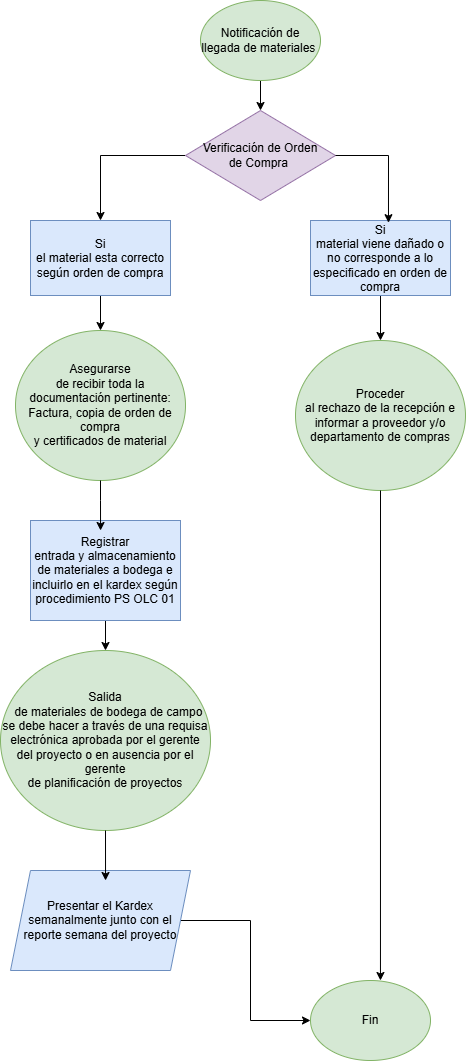 Notificación de
llegada de materiales
Verificación de Orden
de Compra
Si
el material esta correcto
según orden de compra
Si
material viene dañado o
no corresponde a lo
especificado en orden de
compra
Asegurarse
de recibir toda la
documentación pertinente:
Factura, copia de orden de
compra
y certificados de material
Proceder
al rechazo de la recepción e
informar a proveedor y/o
departamento de compras
Registrar
entrada y almacenamiento
de materiales a bodega e
incluirlo en el kardex según
procedimiento PS OLC 01
Salida
de materiales de bodega de campo
se debe hacer a través de una requisa
electrónica aprobada por el gerente
del proyecto o en ausencia por el
gerente
de planificación de proyectos
Presentar el Kardex
semanalmente junto con el
reporte semana del proyecto
Fin